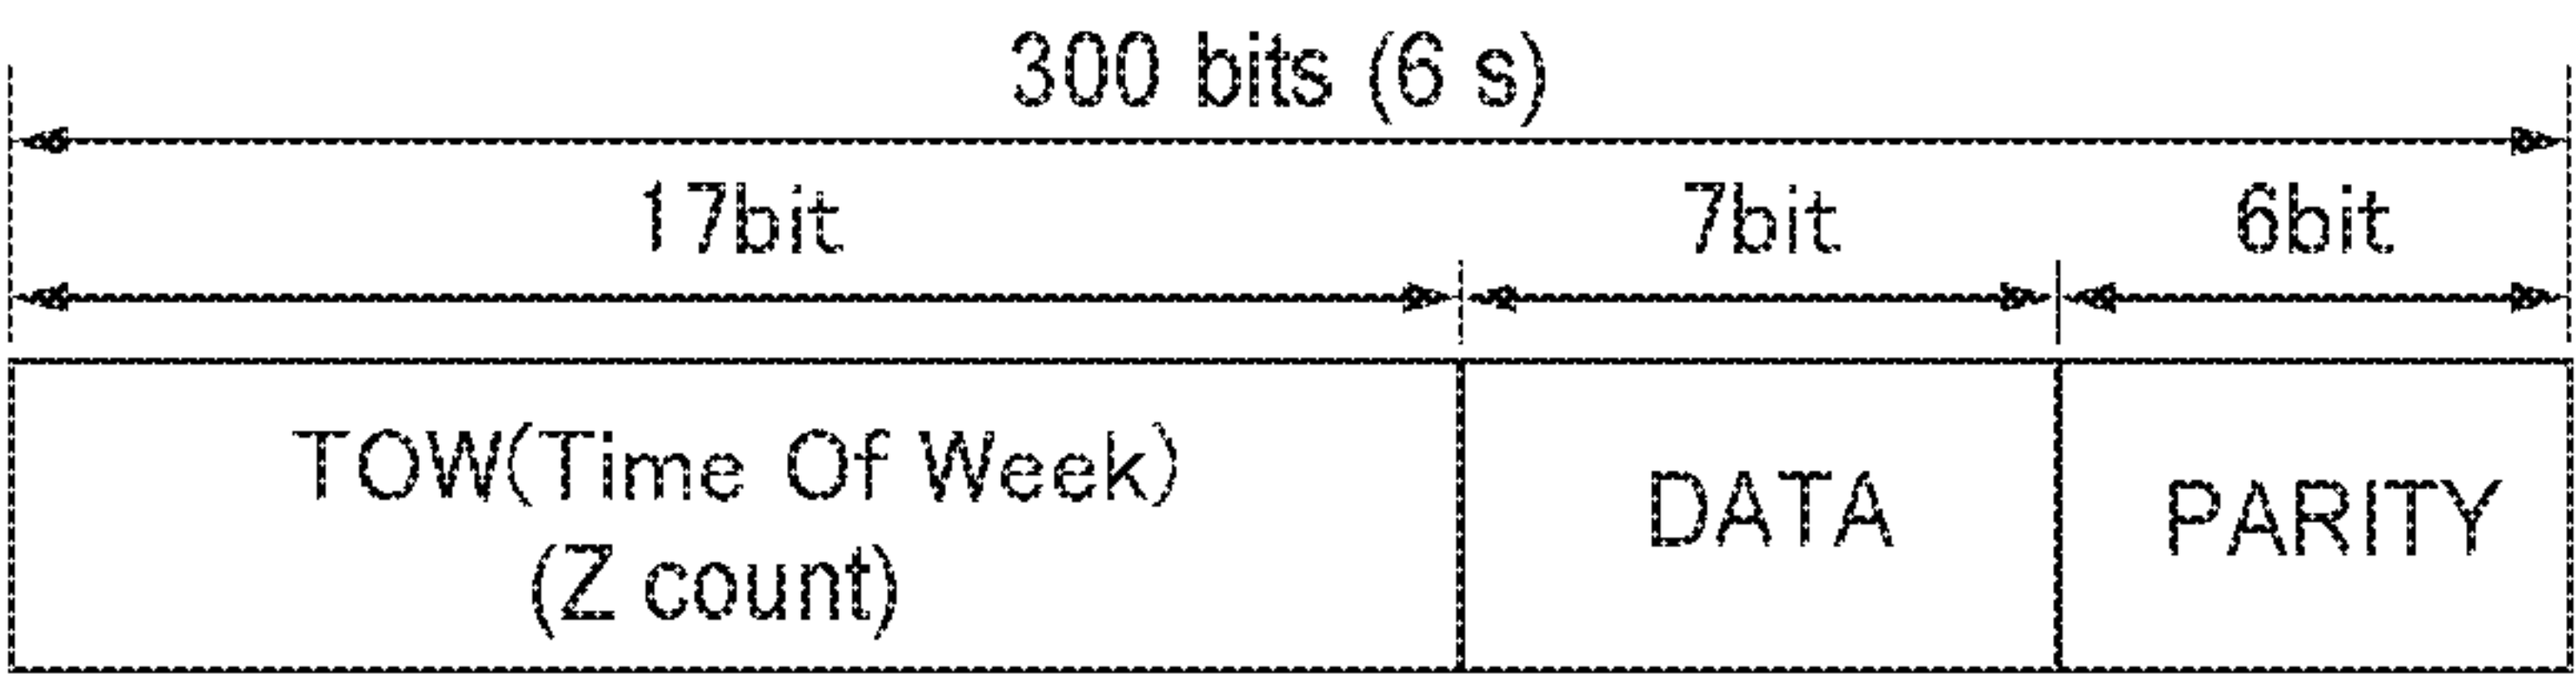 300 bits (6 s)
17bit 7bit 6bit
TOW(Time Of Week) DATA PARITY
(Z count)